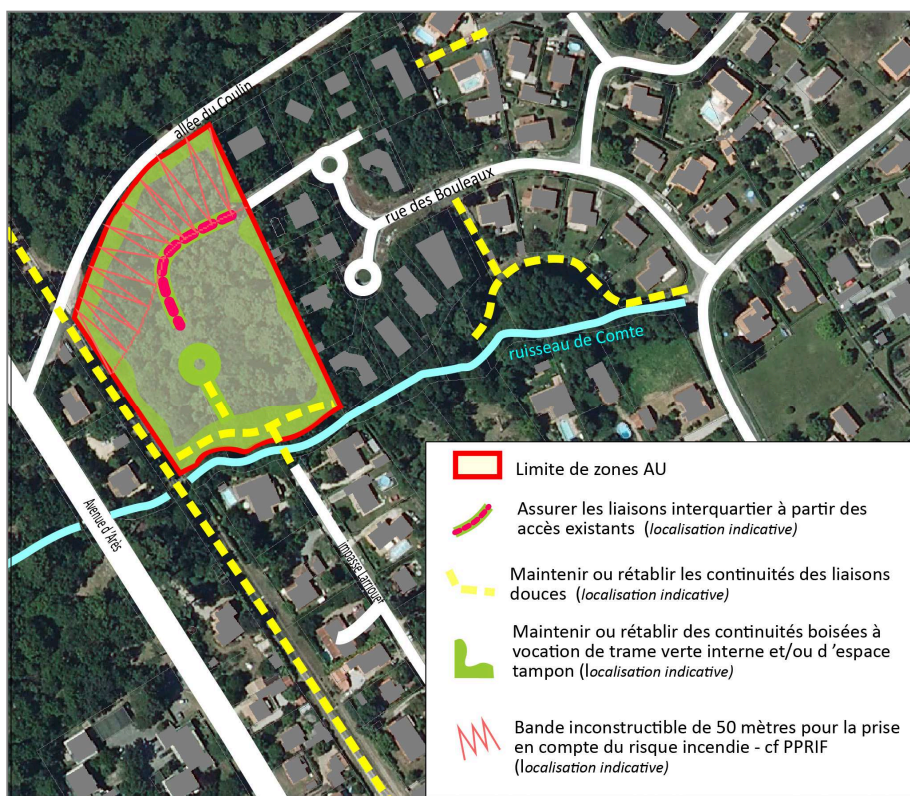 allée du Coulin
rue des Bouleaux
ruisseau de Comte
Avenue d'Arès
Impasse Tarriquet
Limite de zones AU
Assurer les liaisons interquartier à partir des
accès existants (localisation indicative)
Maintenir ou rétablir les continuités des liaisons
douces (localisation indicative)
Maintenir ou rétablir des continuités boisées à
vocation de trame verte interne et/ou d 'espace
tampon (localisation indicative)
Bande inconstructible de 50 mètres pour la prise
en compte du risque incendie - cf PPRIF
(localisation indicative)